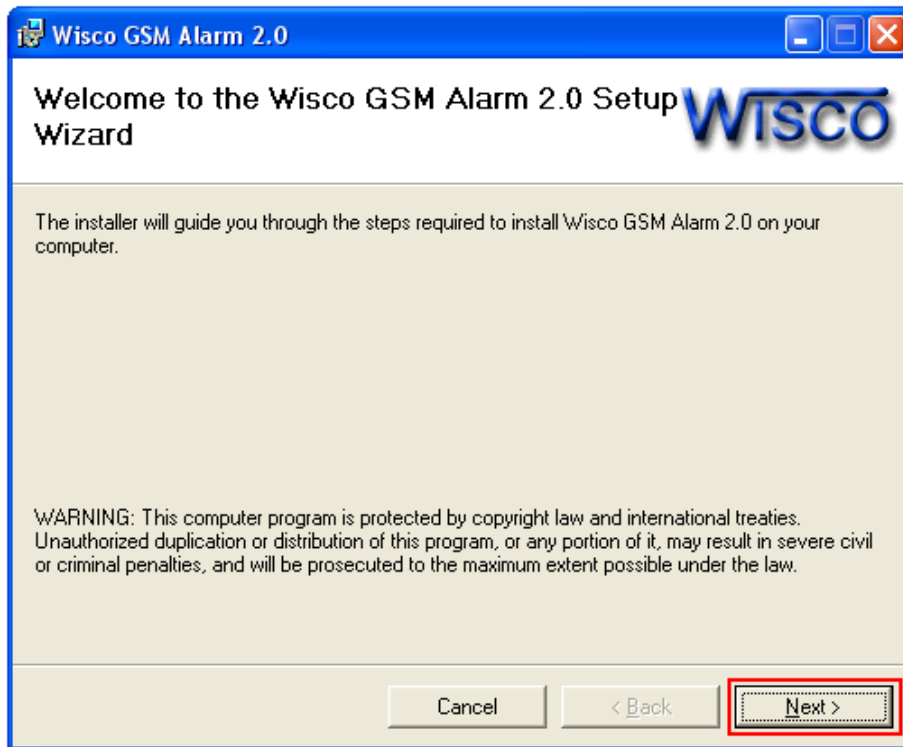 Wisco GSM Alarm 2.0
Welcome to the Wisco GSM Alarm 2.0 Setup
Wizard
WISCO
The installer will guide you through the steps required to install Wisco GSM Alarm 2.0 on your
computer.
WARNING: This computer program is protected by copyright law and international treaties.
Unauthorized duplication or distribution of this program, or any portion of it, may result in severe civil
or criminal penalties, and will be prosecuted to the maximum extent possible under the law.
Cancel
< Back
Next >